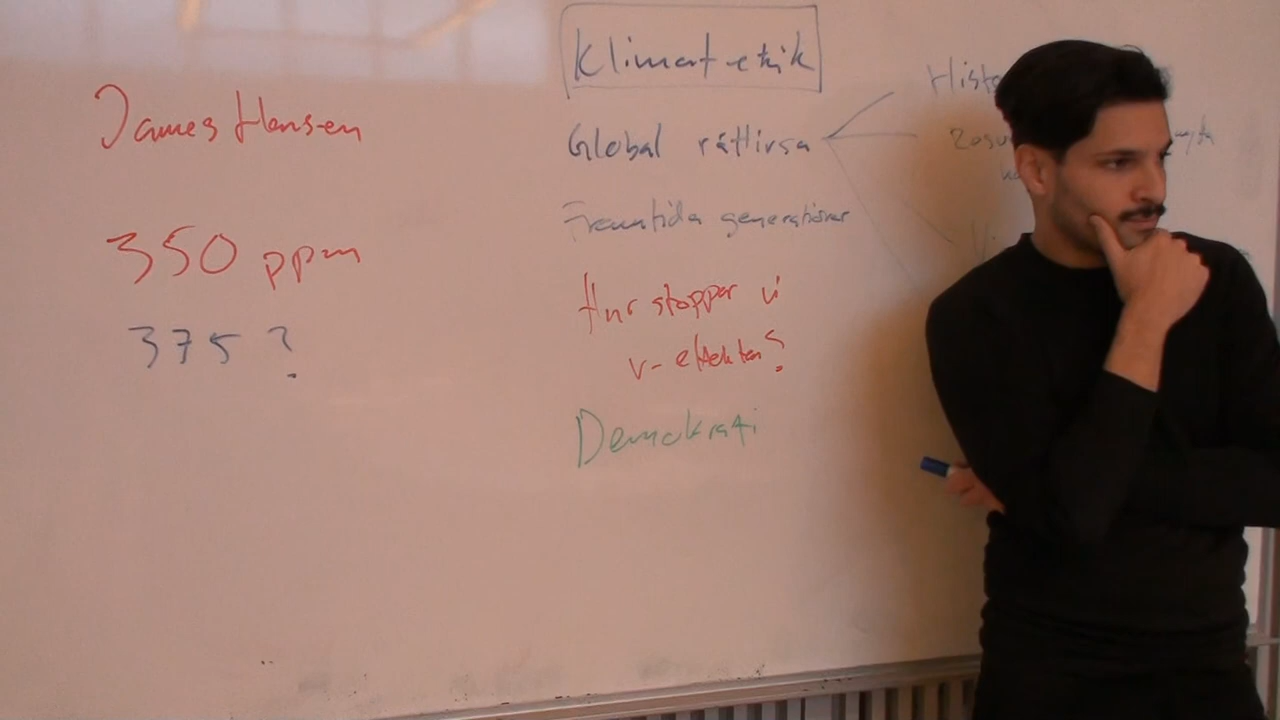 James Hansen
350 ppm
375 ?
Klimatetik
Global rättvisa
Framtida generationer
Hur stoppar vi
v-effekten?
Demokrati